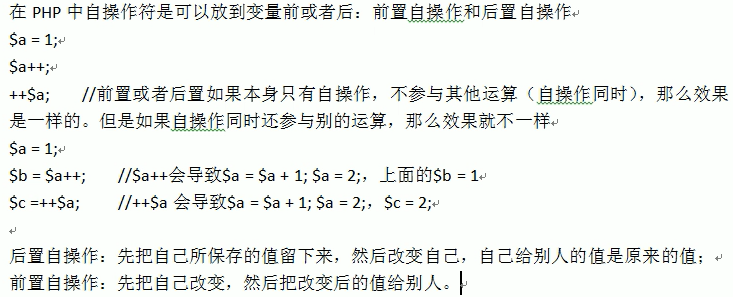 在 PHP 中自操作符是可以放到变量前或者后：前置自操作和后置自操作
$a = 1;
$a++;
++$a; //前置或者后置如果本身只有自操作，不参与其他运算（自操作同时），那么效果
是一样的。但是如果自操作同时还参与别的运算，那么效果就不一样
$a = 1;
$b = $a++; //$a++会导致$a = $a + 1; $a = 2;，上面的$b = 1
$c =++$a; //++$a 会导致$a = $a + 1; $a = 2;，$c = 2;
后置自操作：先把自己所保存的值留下来，然后改变自己，自己给别人的值是原来的值；
前置自操作：先把自己改变，然后把改变后的值给别人。